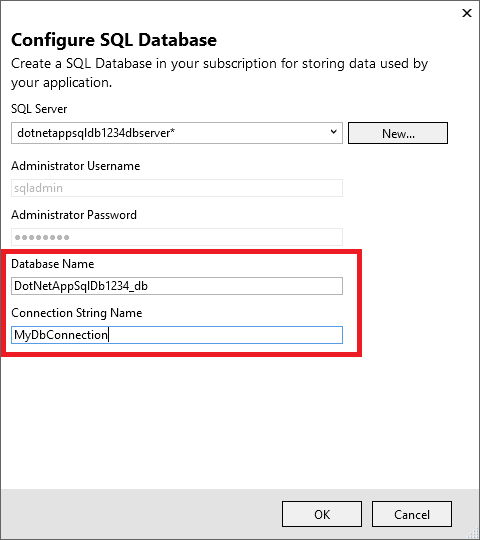 Configure SQL Database
Create a SQL Database in your subscription for storing data used by
your application.
SQL Server
dotnetappsqldb1234dbserver*
New...
Administrator Username
sqladmin
Administrator Password
●●●●●●●●
Database Name
DotNetAppSqlDb1234_db
Connection String Name
MyDbConnection
OK
Cancel